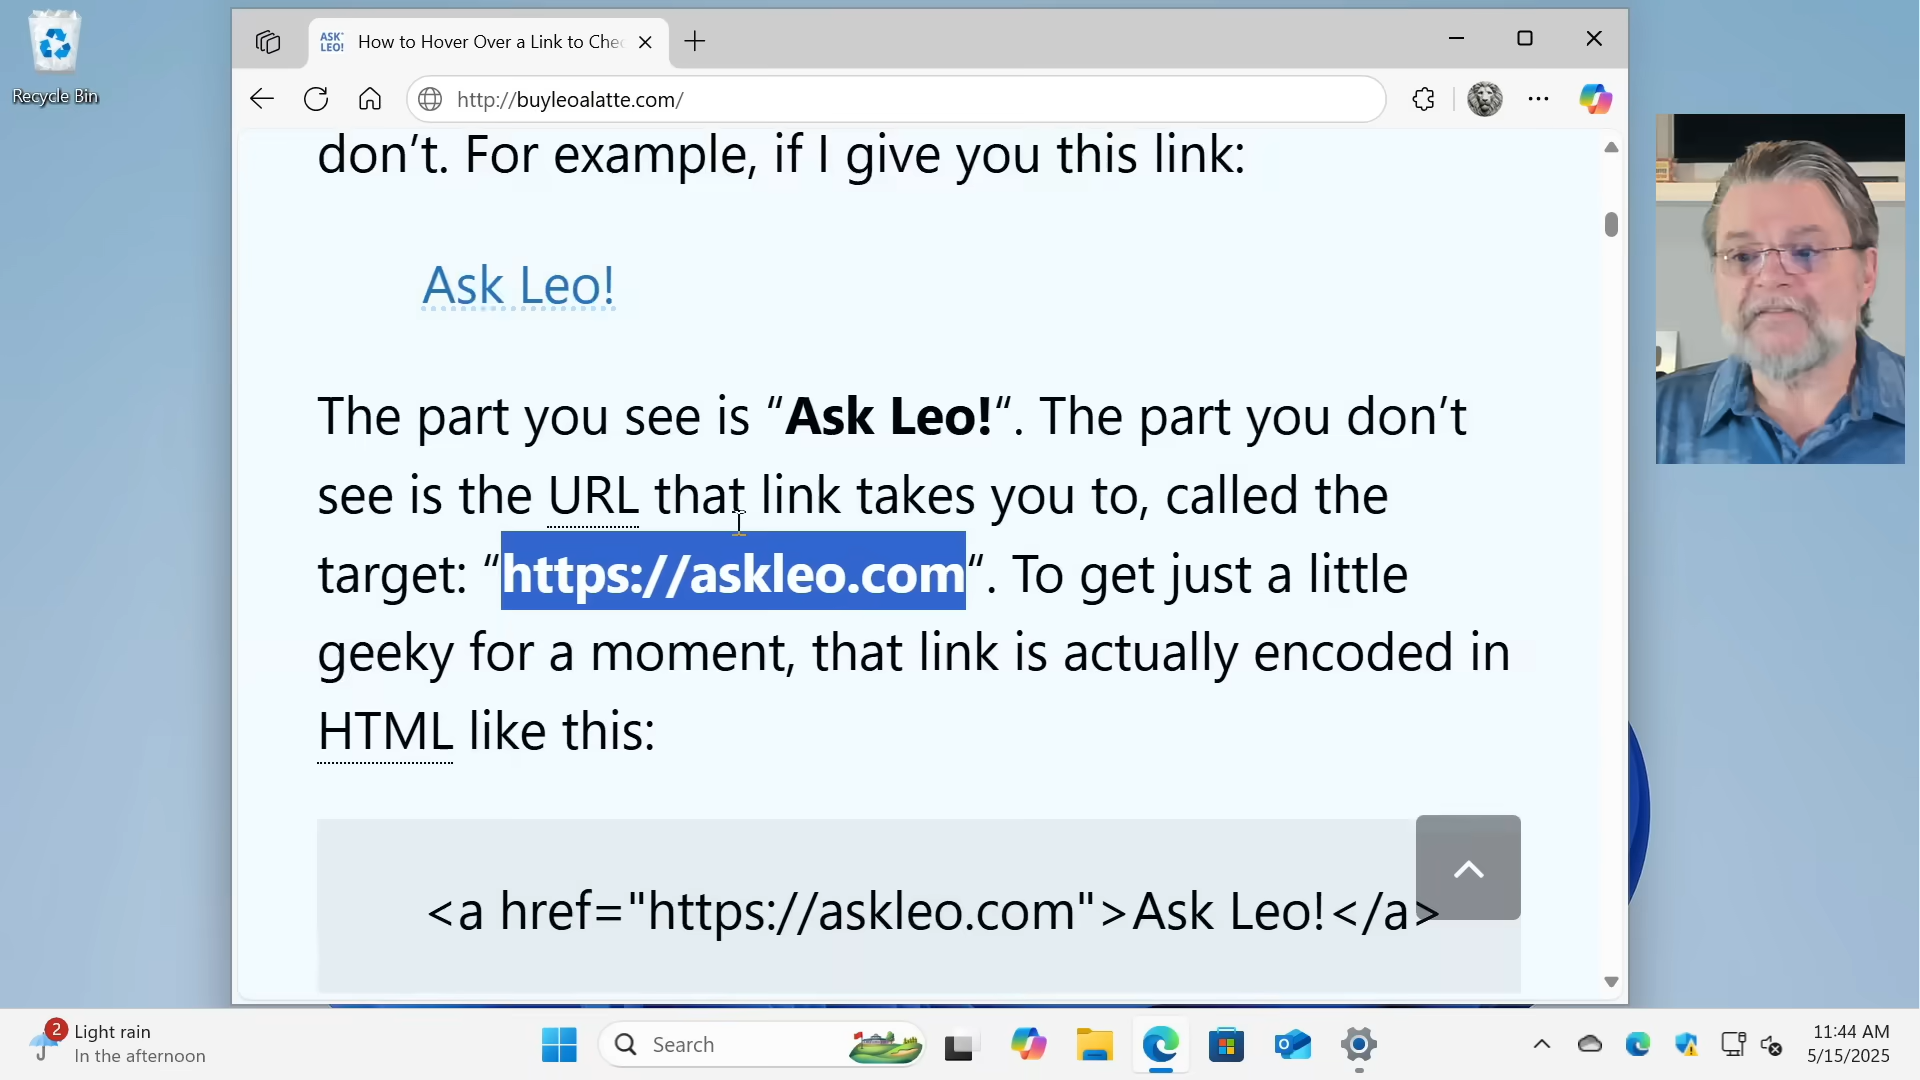 Recycle Bin
ASK
LEO!
How to Hover Over a Link to Chec
http://buyleoalatte.com/
don’t. For example, if I give you this link:
Ask Leo!
The part you see is “Ask Leo!“. The part you don’t
see is the URL that link takes you to, called the
target: “https://askleo.com“. To get just a little
geeky for a moment, that link is actually encoded in
HTML like this:
<a href="https://askleo.com">Ask Leo!</a>
2
Light rain
In the afternoon
Search
11:44 AM
5/15/2025